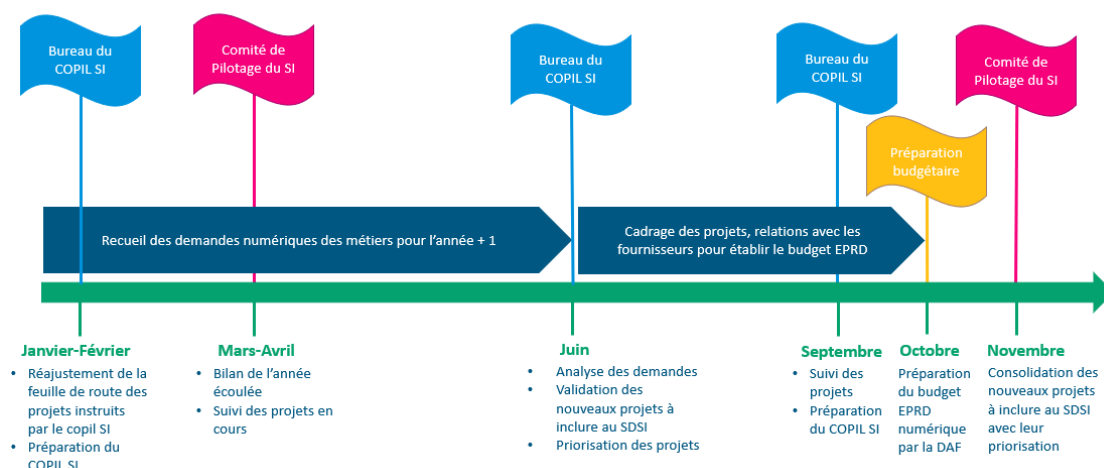 Bureau du
COPIL SI
Comité de
Pilotage du SI
Bureau du
COPIL SI
Bureau du
COPIL SI
Comité de
Pilotage du SI
Préparation
budgétaire
Recueil des demandes numériques des métiers pour l'année + 1
Cadrage des projets, relations avec les
fournisseurs pour établir le budget EPRD
Janvier-Février
• Réajustement de la
feuille de route des
projets instruits
par le copil SI
• Préparation du
COPIL SI
Mars-Avril
• Bilan de l'année
écoulée
• Suivi des projets en
cours
Juin
• Analyse des demandes
• Validation des
nouveaux projets à
inclure au SDSI
• Priorisation des projets
Septembre
• Suivi des
projets
• Préparation
du COPIL SI
Octobre
Préparation
du budget
EPRD
numérique
par la DAF
Novembre
Consolidation des
nouveaux projets
à inclure au SDSI
avec leur
priorisation